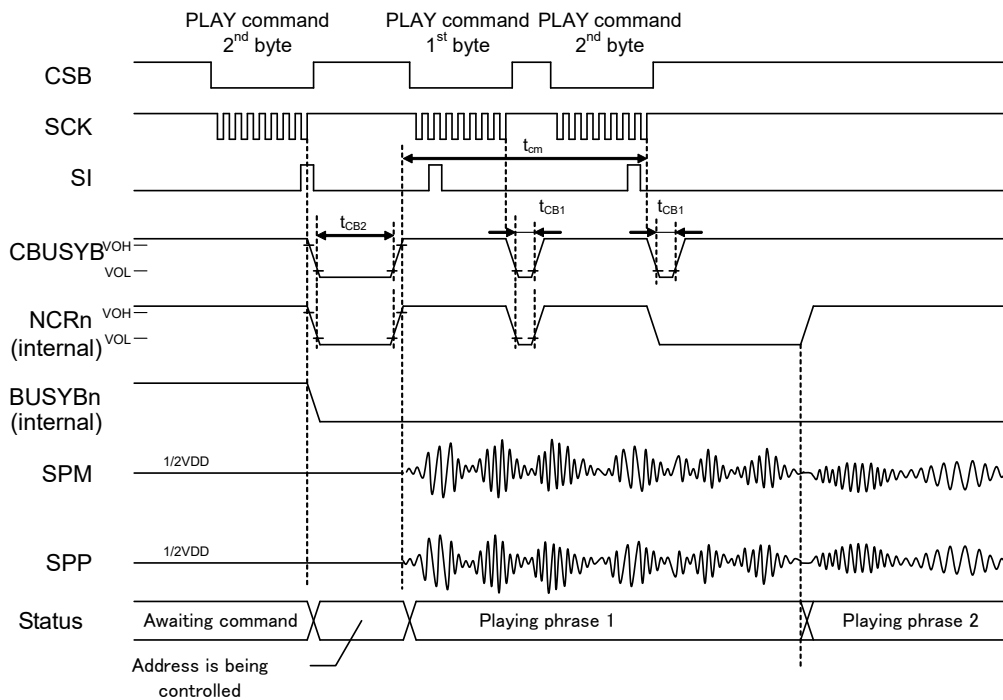 PLAY command
2nd byte
PLAY command
1st byte
PLAY command
2nd byte
CSB
SCK
tcm
SI
tCB2
tCB1
tCB1
CBUSYB
VOH
VOL
NCRn
(internal)
VOH
VOL
BUSYBn
(internal)
SPM
1/2VDD
SPP
1/2VDD
Status
Awaiting command
Playing phrase 1
Playing phrase 2
Address is being
controlled